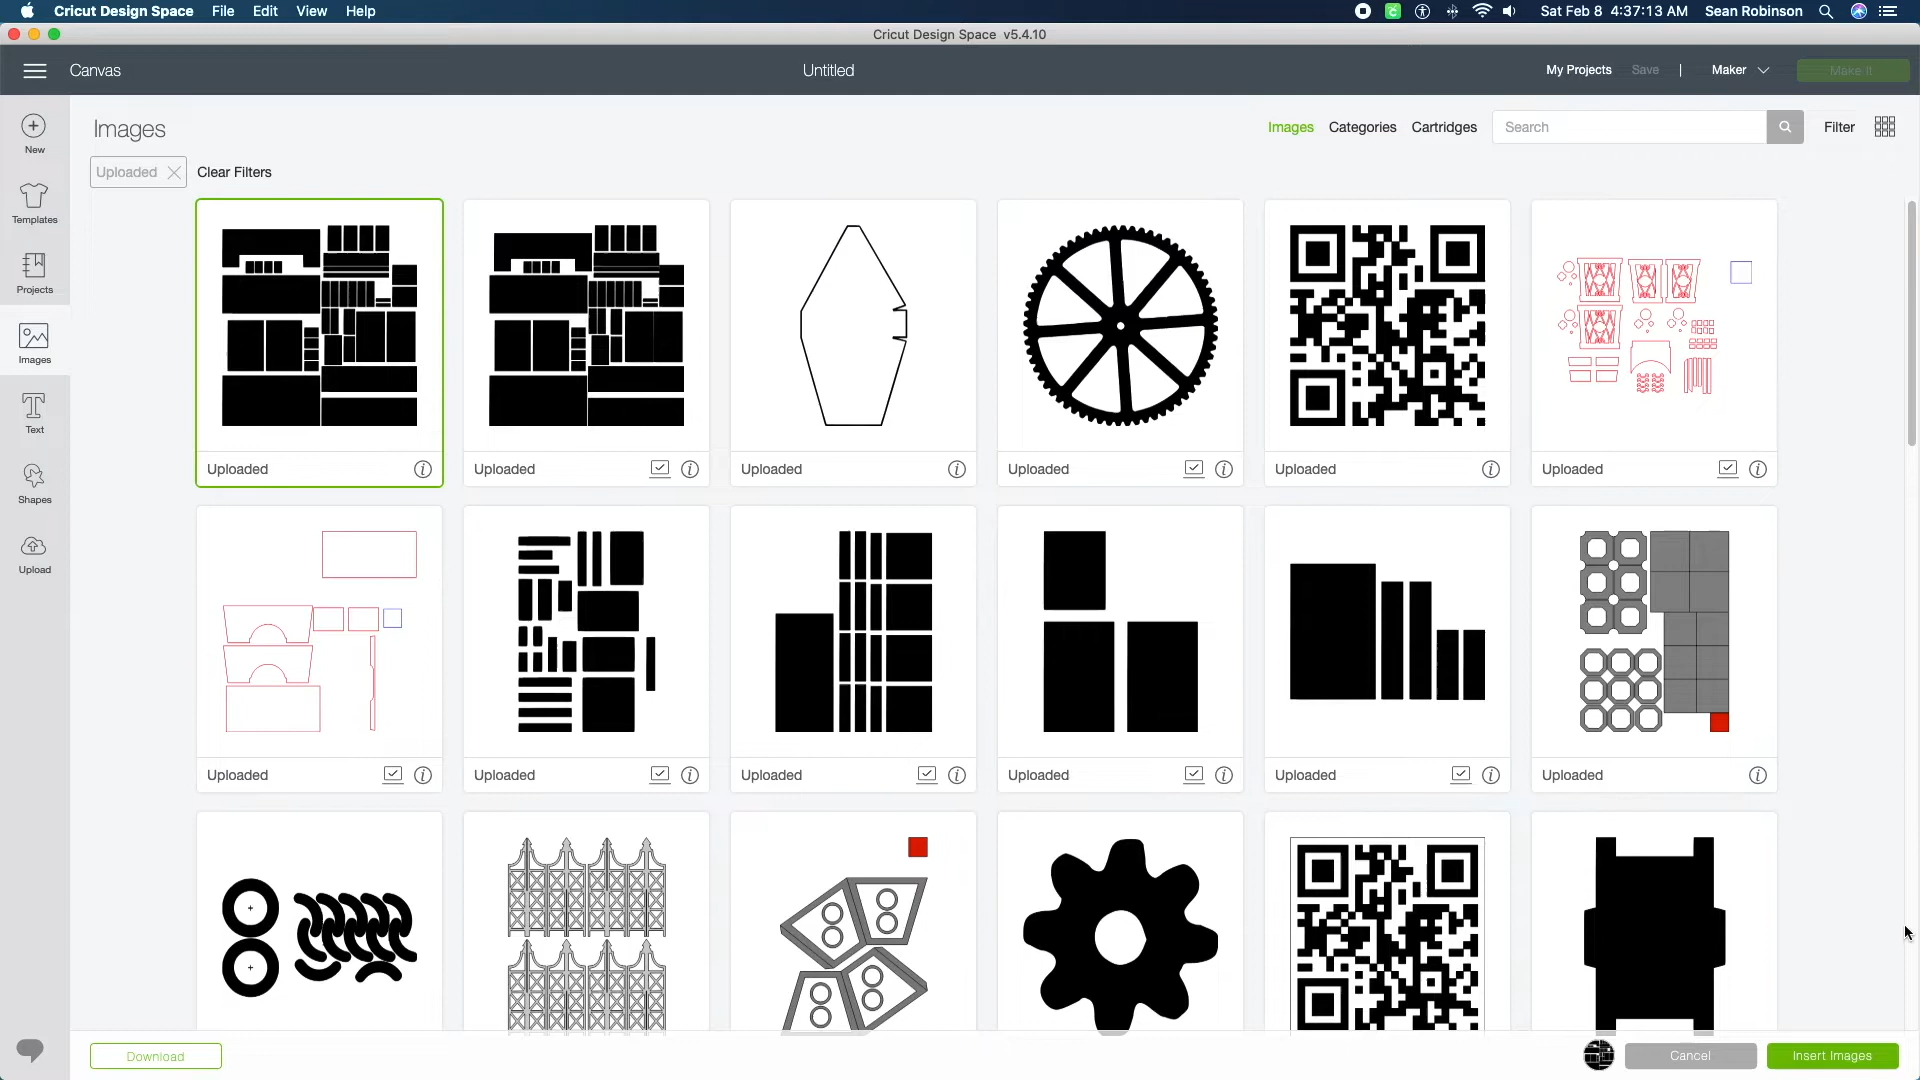 Cricut Design Space File Edit View Help Sat Feb 8 4:37:13 AM Sean Robinson
Cricut Design Space v5.4.10
Canvas Untitled My Projects Save | Maker Make It
New
Templates
Projects
Images
Text
Shapes
Upload
Images Images Categories Cartridges Search Filter
Uploaded Clear Filters
Uploaded Uploaded Uploaded Uploaded Uploaded Uploaded
Uploaded Uploaded Uploaded Uploaded Uploaded Uploaded
Download Cancel Insert Images